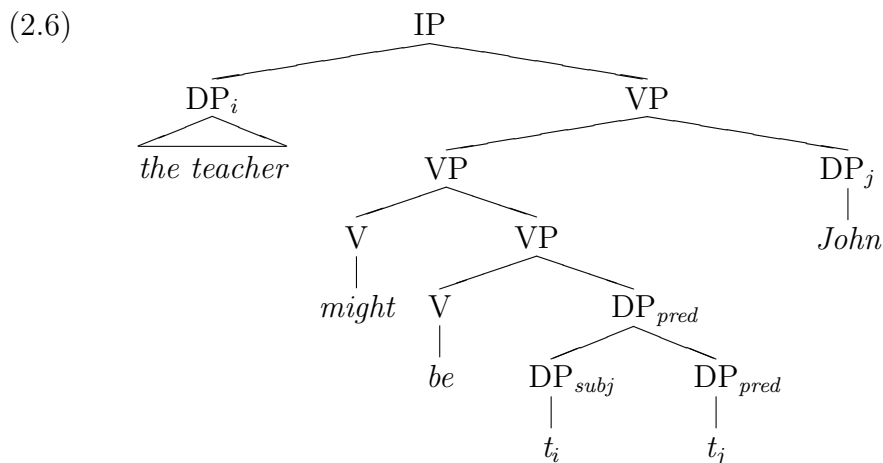 (2.6) IP
DP_i VP
the teacher VP DP_j
V VP John
might V DP_pred
be DP_subj DP_pred
t_i t_j